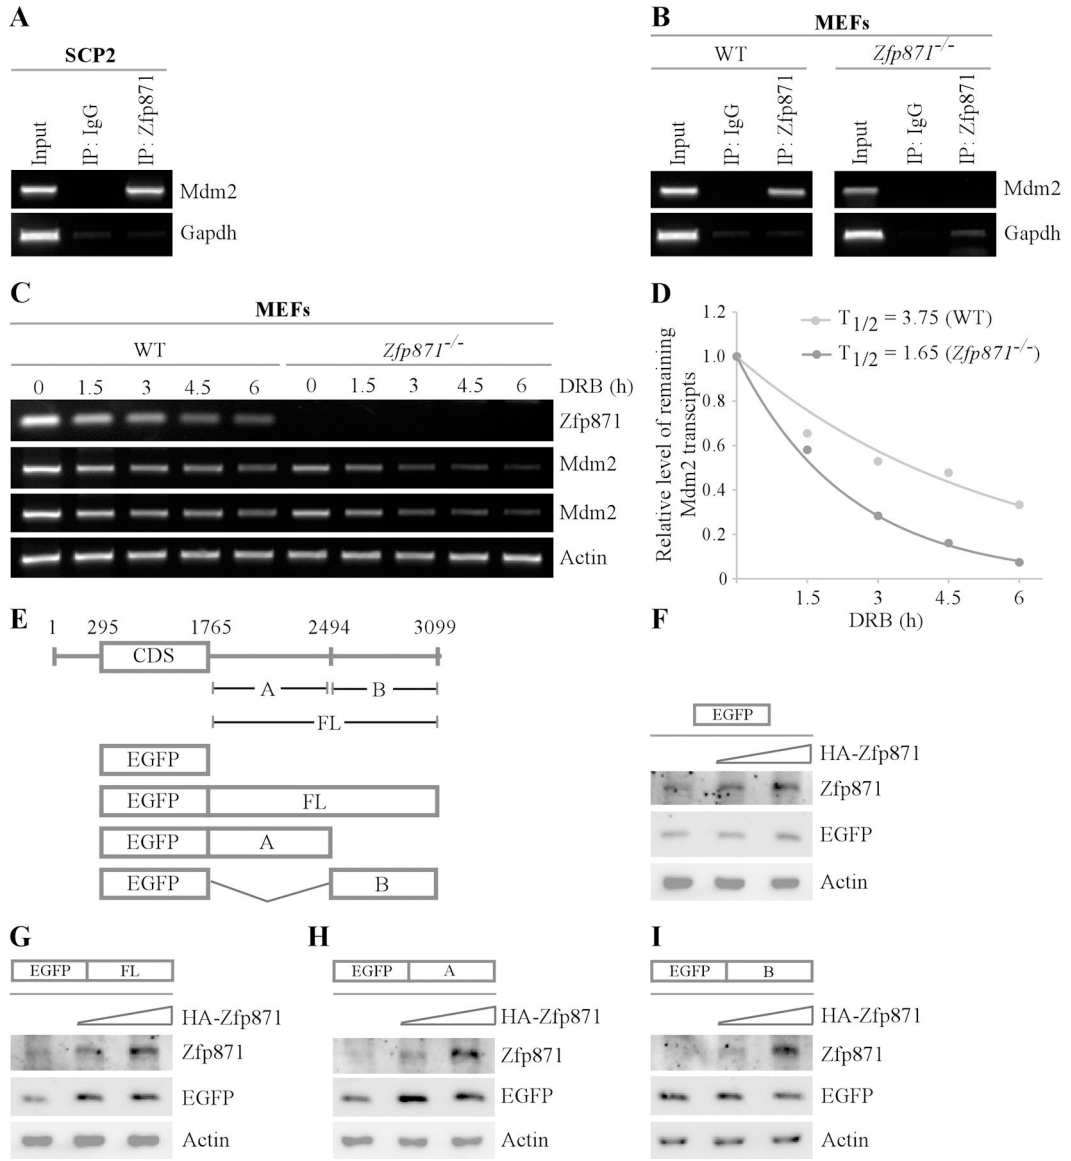 A
SCP2
Input
IP: IgG
IP: Zfp871
Mdm2
Gapdh
B
MEFs
WT Zfp871-/-
Input
IP: IgG
IP: Zfp871
Input
IP: IgG
IP: Zfp871
Mdm2
Gapdh
C
MEFs
WT Zfp871-/-
0 1.5 3 4.5 6 0 1.5 3 4.5 6 DRB (h)
Zfp871
Mdm2
Mdm2
Actin
D
Relative level of remaining
Mdm2 transcipts
1.2
1.0
0.8
0.6
0.4
0.2
0
T1/2 = 3.75 (WT)
T1/2 = 1.65 (Zfp871-/-)
1.5 3 4.5 6
DRB (h)
E
1 295 1765 2494 3099
CDS
A B
FL
EGFP
EGFP FL
EGFP A
EGFP B
F
EGFP
HA-Zfp871
Zfp871
EGFP
Actin
G
EGFP FL
HA-Zfp871
Zfp871
EGFP
Actin
H
EGFP A
HA-Zfp871
Zfp871
EGFP
Actin
I
EGFP B
HA-Zfp871
Zfp871
EGFP
Actin